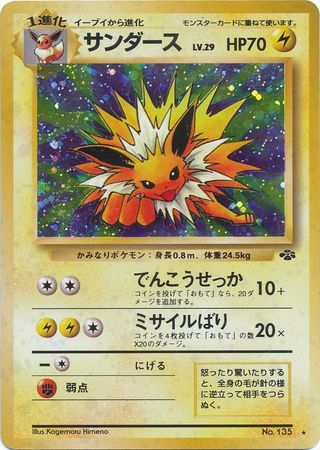 1進化 イーブイから進化 モンスターカードに重ねて使います。
サンダース LV.29 HP70
かみなりポケモン：身長0.8m、体重24.5kg
でんこうせっか 10+
コインを投げて「おもて」なら、20ダ
メージを追加する。
ミサイルばり 20×
コインを4枚投げて「おもて」の数
X20のダメージ。
- にげる
弱点
怒ったり驚いたりする
と、全身の毛が針の様
に逆立って相手をつら
ぬく。
Illus.Kagemaru Himeno No. 135